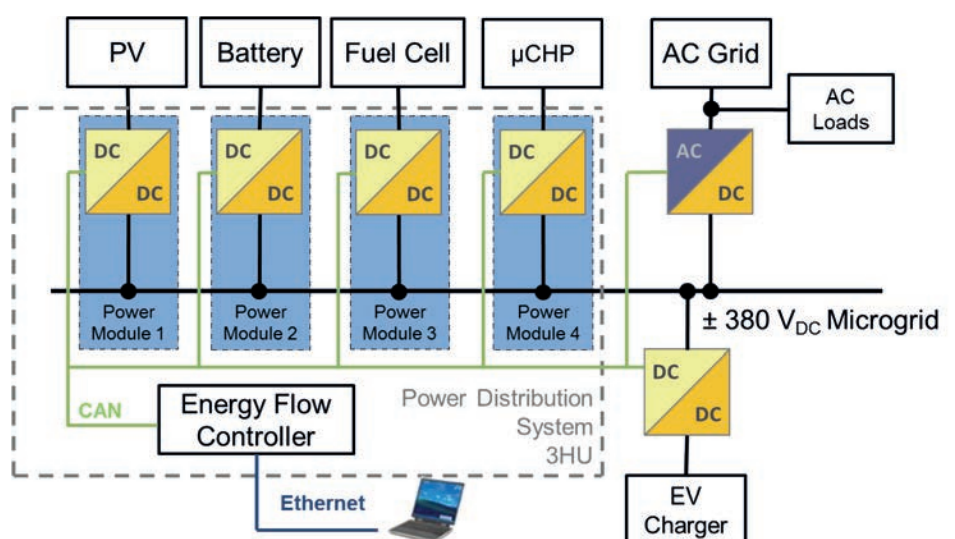 PV
Battery
Fuel Cell
µCHP
AC Grid
AC
Loads
DC
DC
DC
DC
DC
DC
DC
DC
AC
DC
Power
Module 1
Power
Module 2
Power
Module 3
Power
Module 4
± 380 VDC Microgrid
DC
DC
CAN
Energy Flow
Controller
Power Distribution
System
3HU
Ethernet
EV
Charger